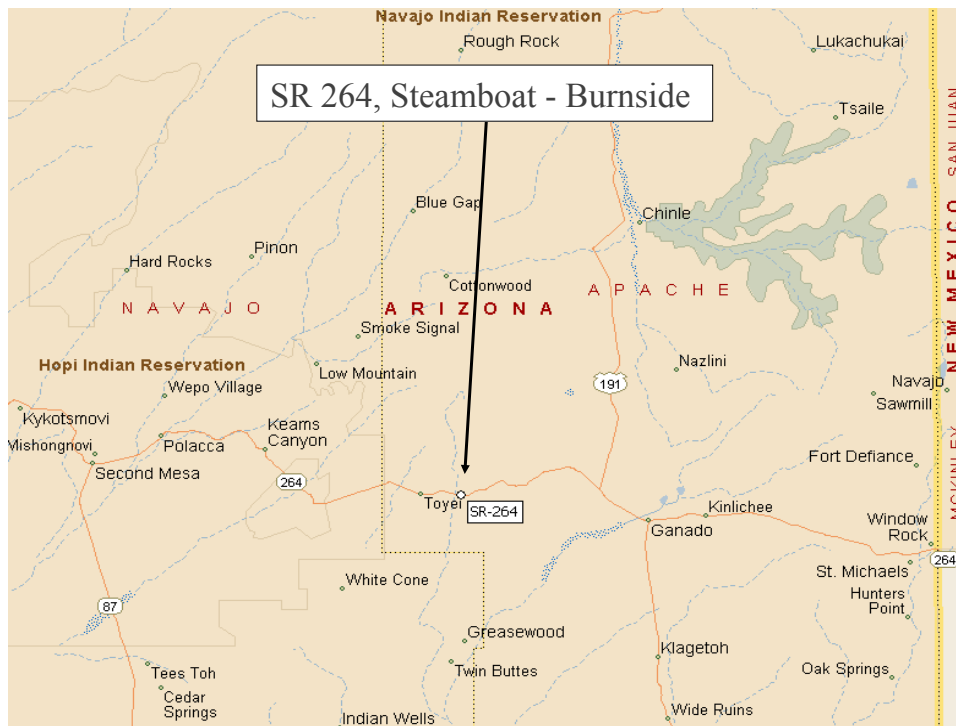 Navajo Indian Reservation
Rough Rock
Lukachukai
SR 264, Steamboat - Burnside
Tsaile
SAN JUAN
Blue Gap
Chinle
Pinon
Hard Rocks
Cottonwood
NAVAJO
ARIZONA
APACHE
NEW MEXICO
Smoke Signal
Hopi Indian Reservation
Low Mountain
Nazlini
191
Wepo Village
Navajo
Sawmill
Kykotsmovi
Keams
Canyon
Mishongnovi
Polacca
MCKINLEY
Second Mesa
Fort Defiance
264
Toyei
SR-264
Kinlichee
Ganado
Window
Rock
264
St. Michaels
White Cone
Hunters
Point
87
Greasewood
Klagetoh
Tees Toh
Twin Buttes
Oak Springs
Cedar
Springs
Indian Wells
Wide Ruins